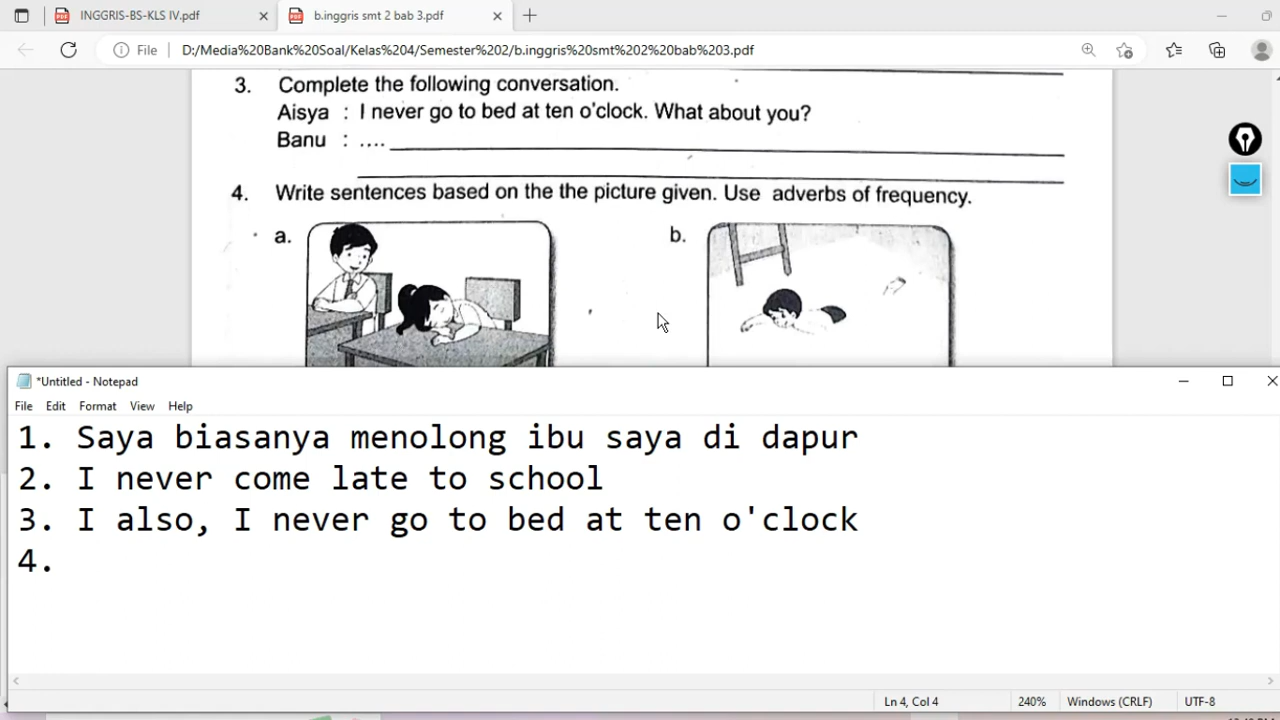 INGGRIS-BS-KLS IV.pdf
b.inggris smt 2 bab 3.pdf
File
D:/Media%20Bank%20Soal/Kelas%204/Semester%202/b.inggris%20smt%202%20bab%203.pdf
3. Complete the following conversation.
Aisya : I never go to bed at ten o'clock. What about you?
Banu : ....
4. Write sentences based on the the picture given. Use adverbs of frequency.
a.
b.
*Untitled - Notepad
File Edit Format View Help
1. Saya biasanya menolong ibu saya di dapur
2. I never come late to school
3. I also, I never go to bed at ten o'clock
4.
Ln 4, Col 4
240%
Windows (CRLF)
UTF-8